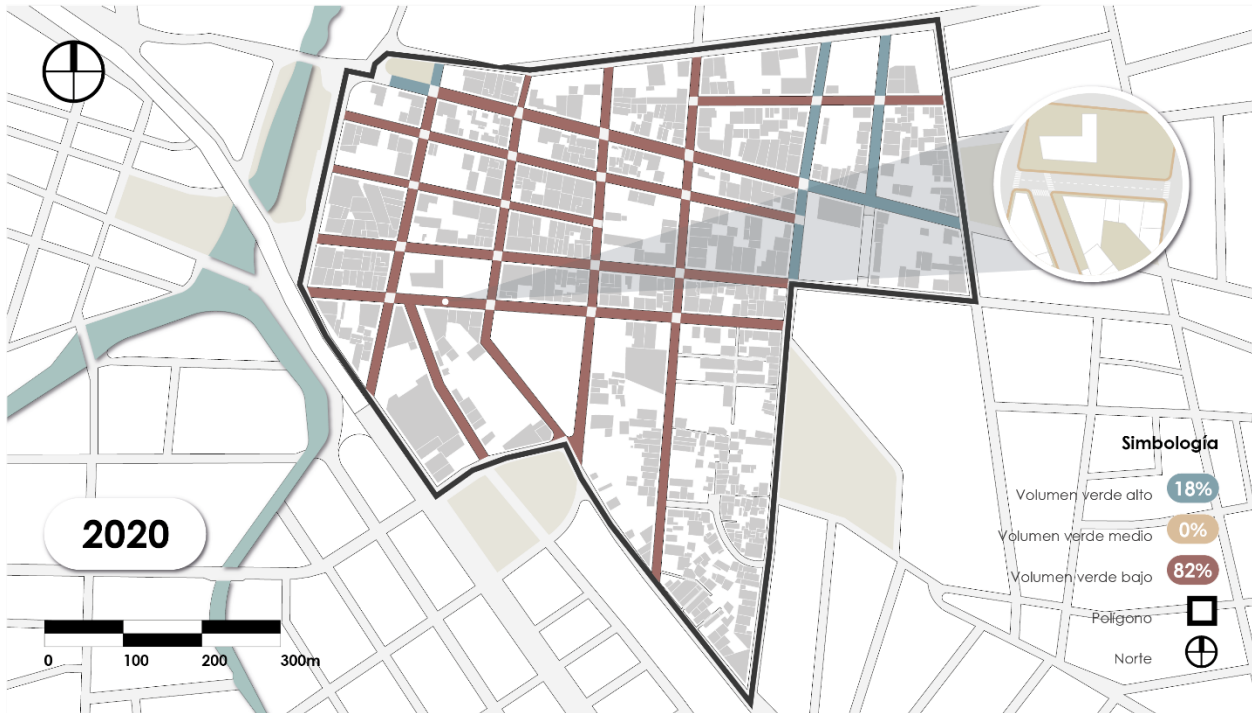 2020
0 100 200 300m
Simbología
Volumen verde alto 18%
Volumen verde medio 0%
Volumen verde bajo 82%
Polígono
Norte